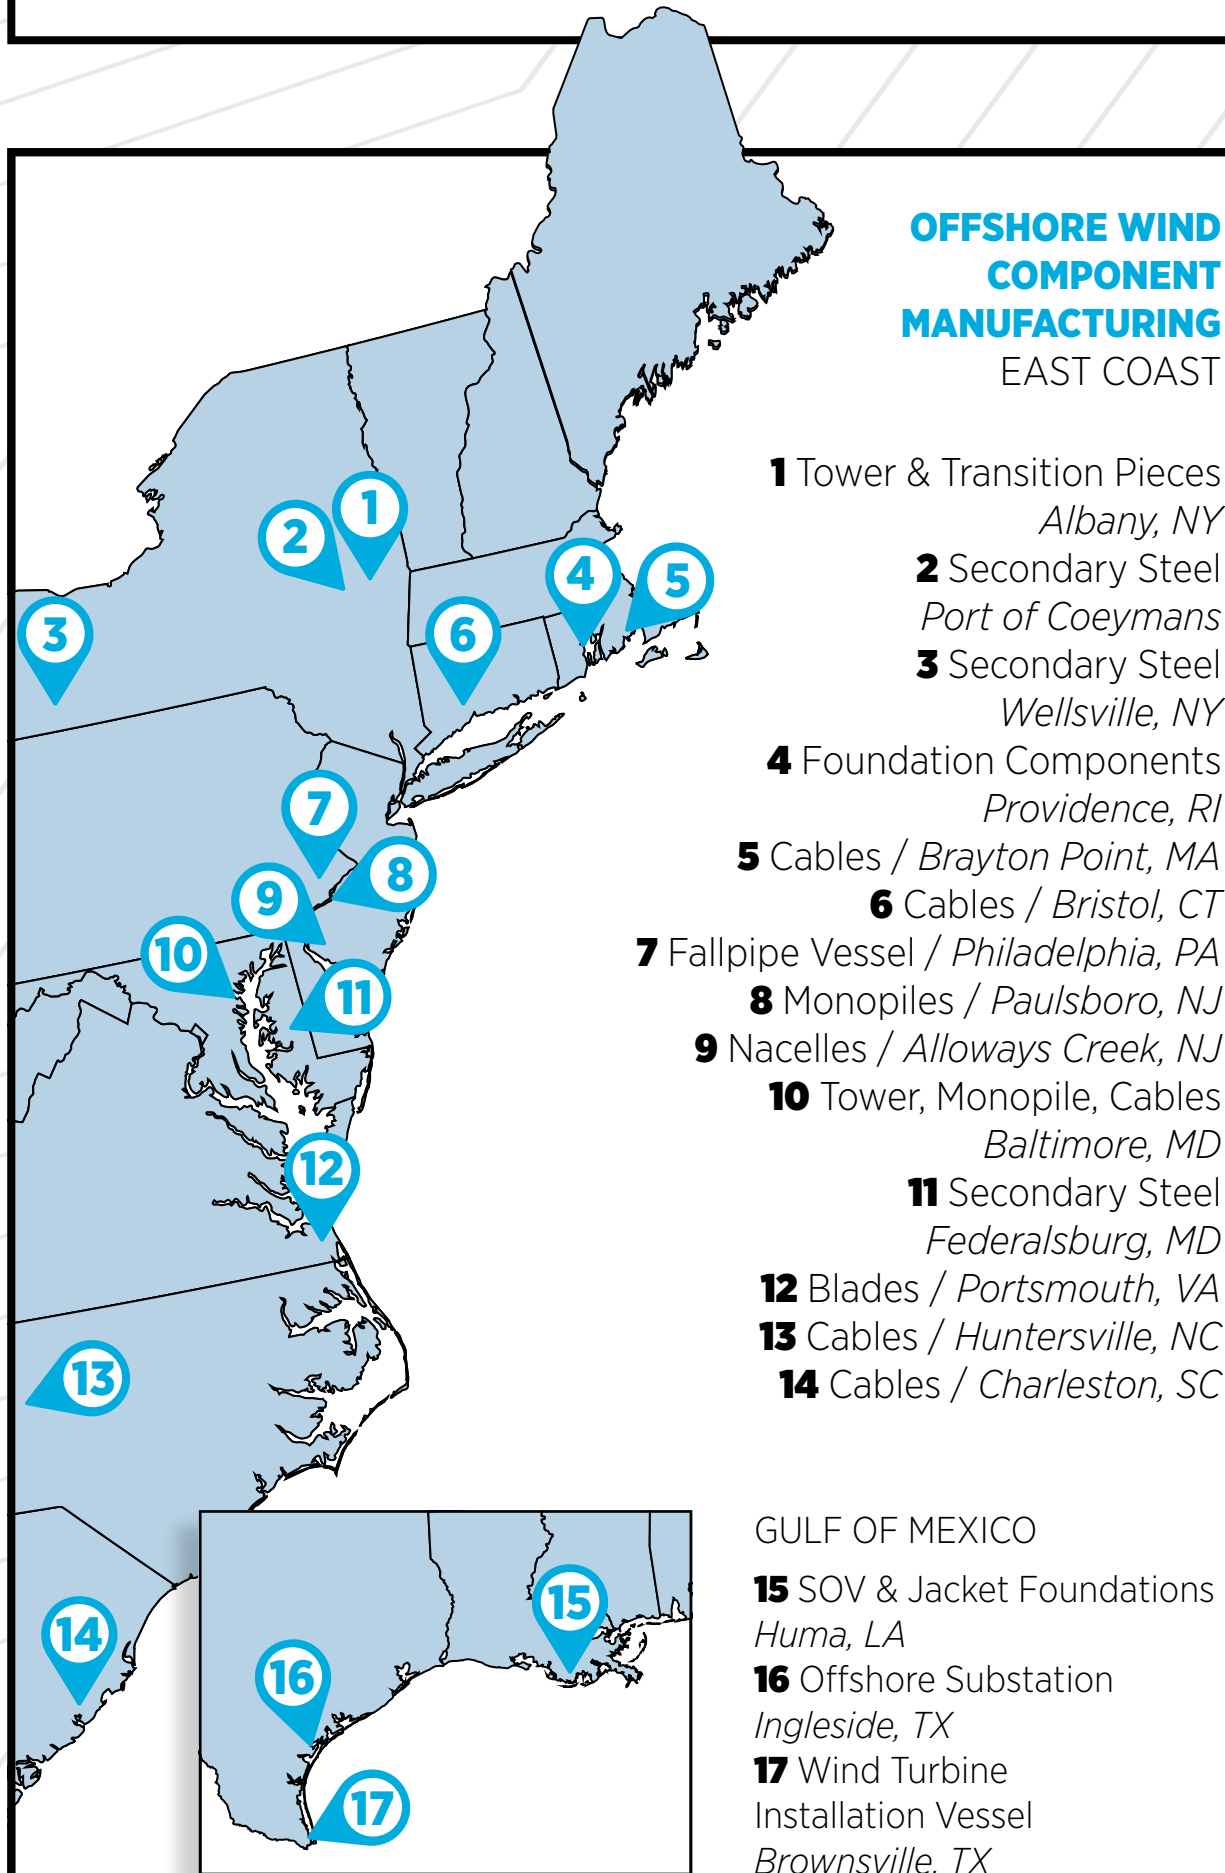 OFFSHORE WIND
COMPONENT
MANUFACTURING
EAST COAST
1 Tower & Transition Pieces
Albany, NY
2 Secondary Steel
Port of Coeymans
3 Secondary Steel
Wellsville, NY
4 Foundation Components
Providence, RI
5 Cables / Brayton Point, MA
6 Cables / Bristol, CT
7 Fallpipe Vessel / Philadelphia, PA
8 Monopiles / Paulsboro, NJ
9 Nacelles / Alloways Creek, NJ
10 Tower, Monopile, Cables
Baltimore, MD
11 Secondary Steel
Federalsburg, MD
12 Blades / Portsmouth, VA
13 Cables / Huntersville, NC
14 Cables / Charleston, SC
GULF OF MEXICO
15 SOV & Jacket Foundations
Huma, LA
16 Offshore Substation
Ingleside, TX
17 Wind Turbine
Installation Vessel
Brownsville, TX
1
2
3
4
5
6
7
8
9
10
11
12
13
14
15
16
17